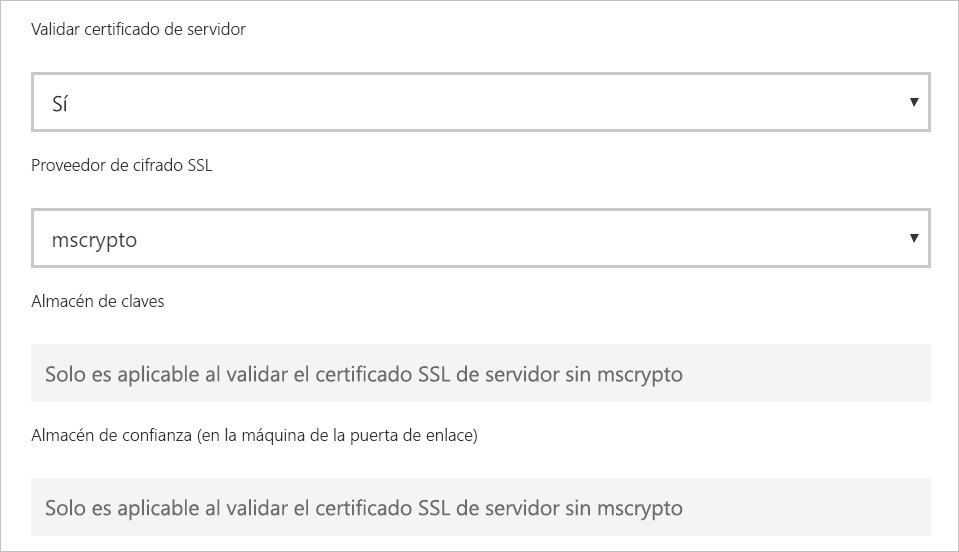 Validar certificado de servidor
Sí
Proveedor de cifrado SSL
mscrypto
Almacén de claves
Solo es aplicable al validar el certificado SSL de servidor sin mscrypto
Almacén de confianza (en la máquina de la puerta de enlace)
Solo es aplicable al validar el certificado SSL de servidor sin mscrypto